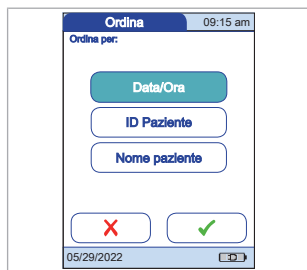 Ordina 09:15 am
Ordina per:
Data/Ora
ID Paziente
Nome paziente
05/29/2022